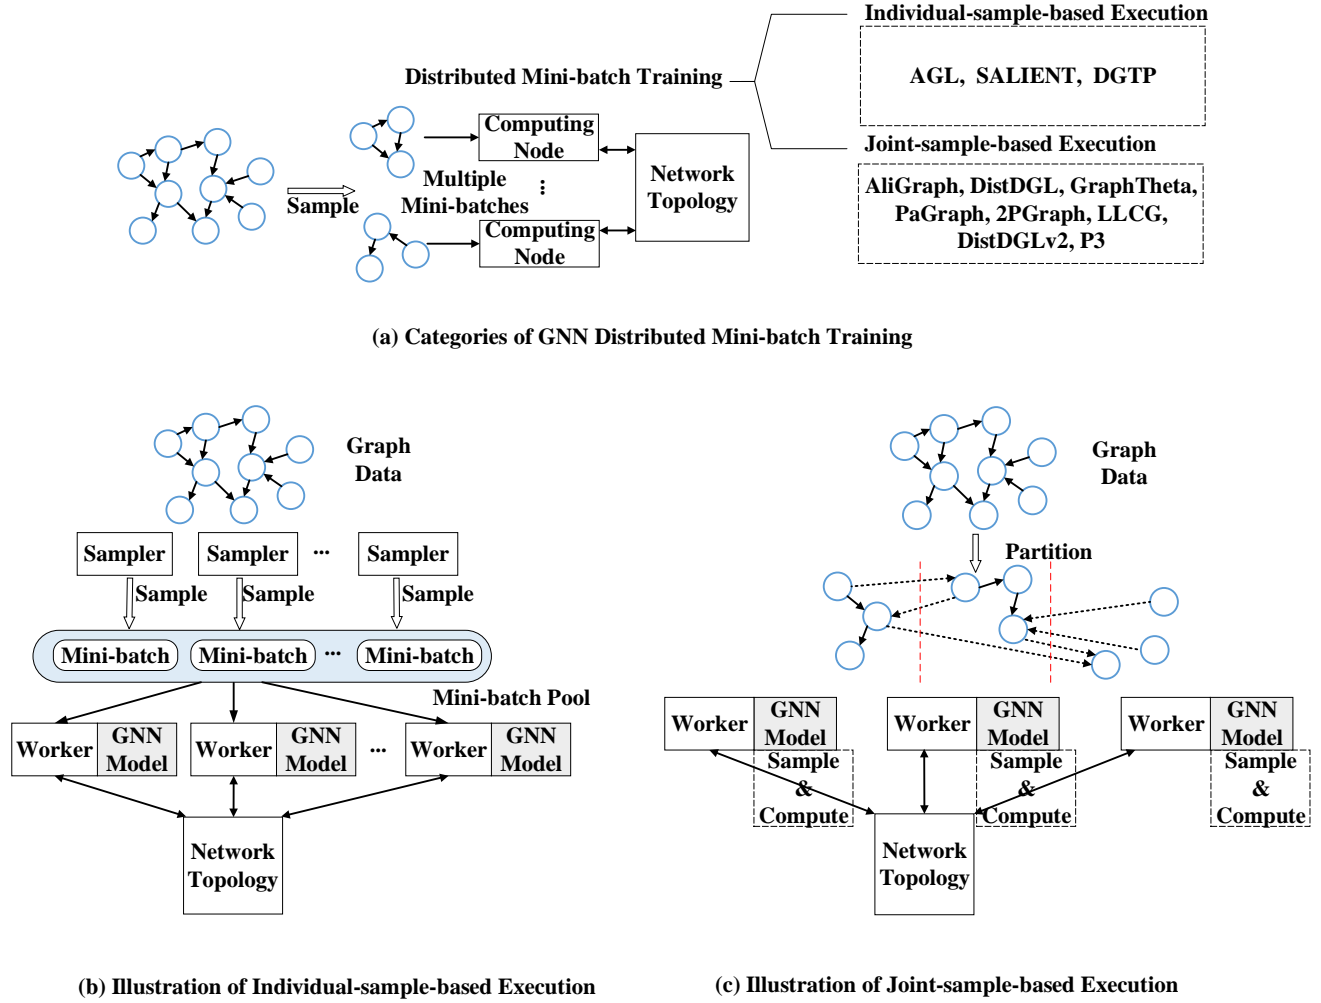 Individual-sample-based Execution
Distributed Mini-batch Training
AGL, SALIENT, DGTP
Joint-sample-based Execution
AliGraph, DistDGL, GraphTheta,
PaGraph, 2PGraph, LLCG,
DistDGLv2, P3
Sample
Multiple
Mini-batches
Computing
Node
...
Computing
Node
Network
Topology
(a) Categories of GNN Distributed Mini-batch Training
Graph
Data
Sampler
Sampler
...
Sampler
Sample
Sample
Sample
Mini-batch
Mini-batch
...
Mini-batch
Mini-batch Pool
Worker
GNN
Model
Worker
GNN
Model
...
Worker
GNN
Model
Network
Topology
(b) Illustration of Individual-sample-based Execution
Graph
Data
Partition
Worker
GNN
Model
Sample
&
Compute
Worker
GNN
Model
Sample
&
Compute
Worker
GNN
Model
Sample
&
Compute
Network
Topology
(c) Illustration of Joint-sample-based Execution